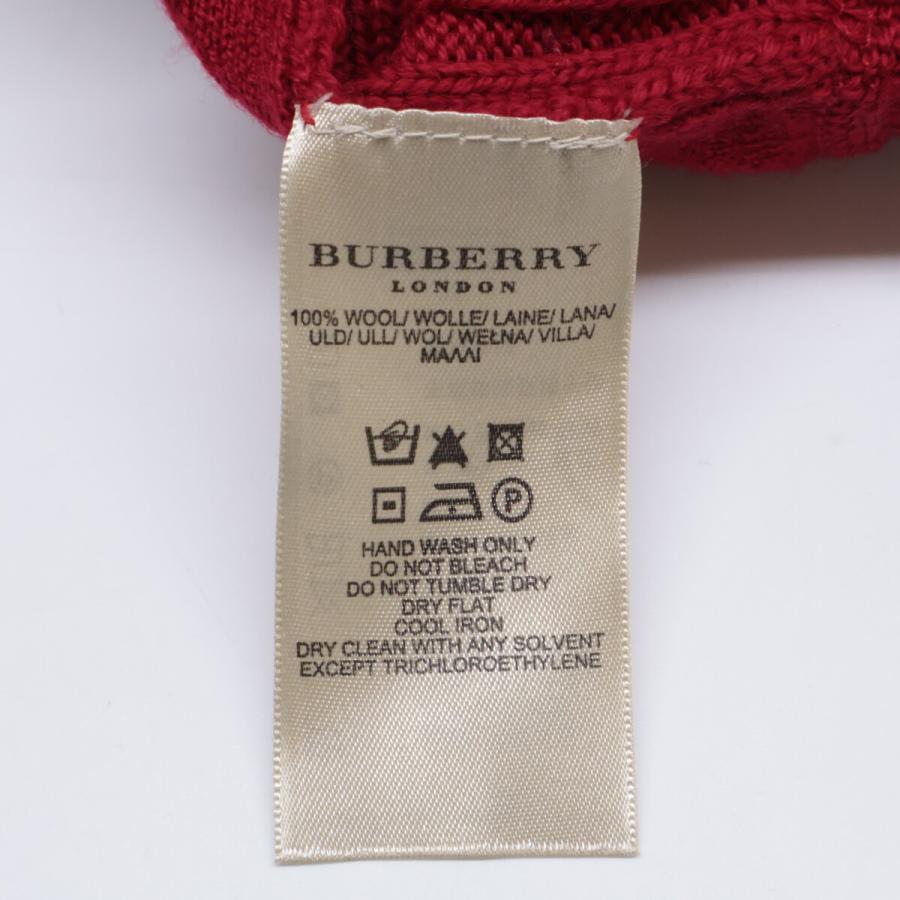 BURBERRY
LONDON
100% WOOL/ WOLLE/ LAINE/ LANA/
ULD/ ULL/ WOL/ WEŁNA/ VILLA/
ΜΑΛΛΙ
P
HAND WASH ONLY
DO NOT BLEACH
DO NOT TUMBLE DRY
DRY FLAT
COOL IRON
DRY CLEAN WITH ANY SOLVENT
EXCEPT TRICHLOROETHYLENE